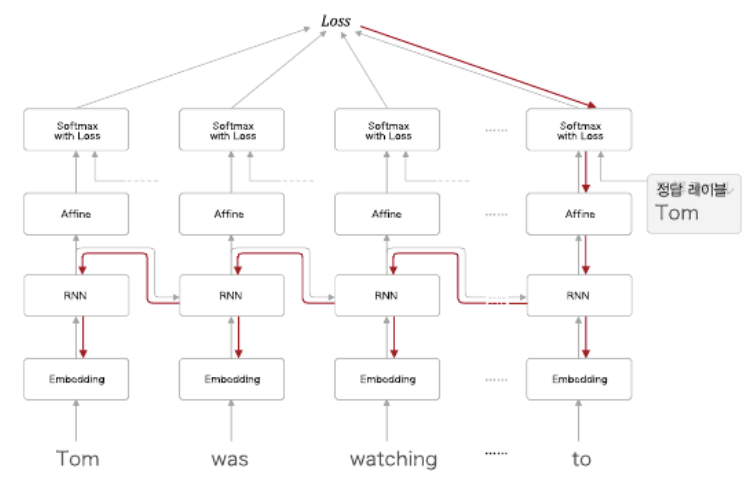 Loss
Softmax
with Loss
Softmax
with Loss
Softmax
with Loss
......
Softmax
with Loss
정답 레이블
Tom
Affine
Affine
Affine
......
Affine
RNN
RNN
RNN
RNN
Embedding
Embedding
Embedding
......
Embedding
Tom
was
watching
......
to